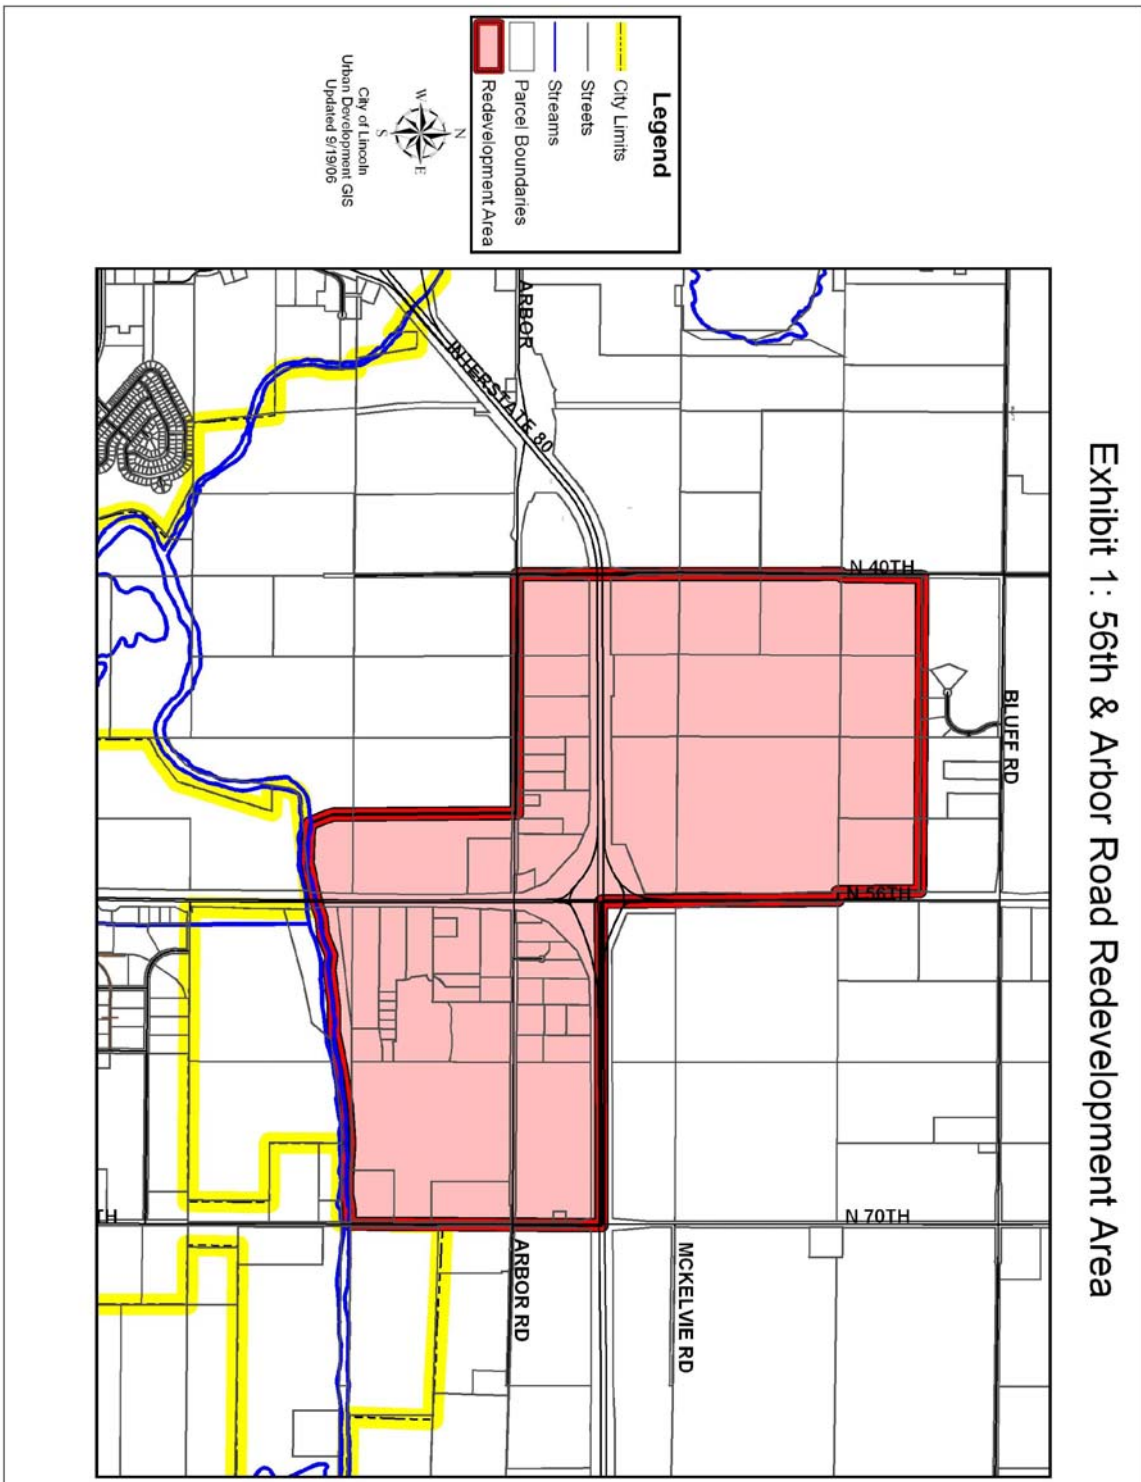 Exhibit 1: 56th & Arbor Road Redevelopment Area
Legend
City Limits
Streets
Streams
Parcel Boundaries
Redevelopment Area
N
W
E
S
City of Lincoln
Urban Development GIS
Updated 9/19/06
BLUFF RD
N 40TH
N 56TH
N 70TH
MCKELVIE RD
ARBOR
INTERSTATE 80
ARBOR RD
TH